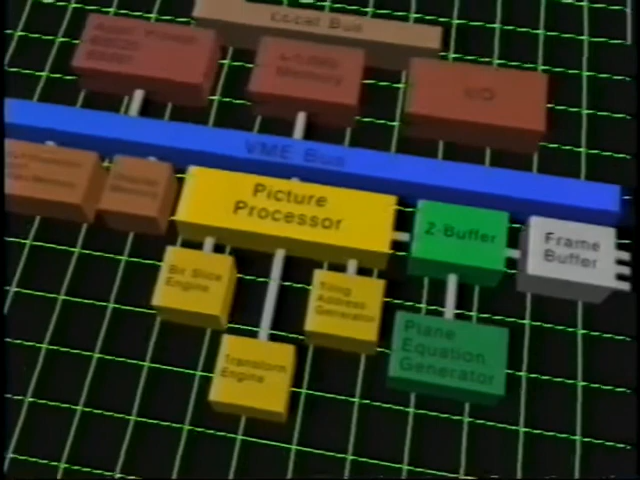 Local Bus
Memory
I/O
VME Bus
Picture
Processor
Z-Buffer
Frame
Buffer
Bit Slice
Engine
Tiling
Address
Generator
Transform
Engine
Plane
Equation
Generator